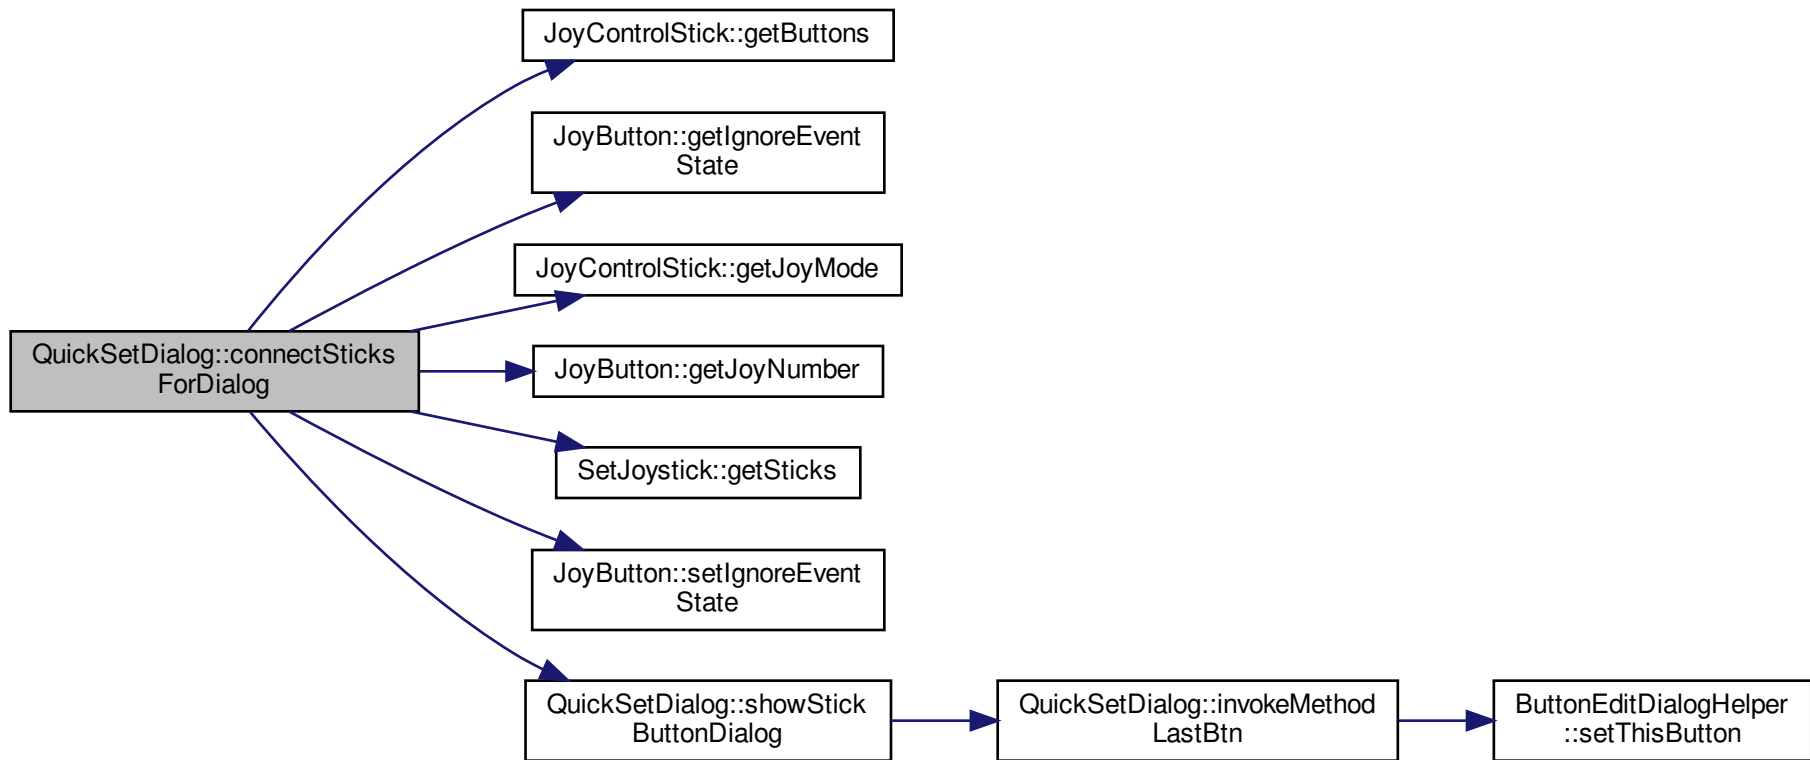 JoyControlStick::getButtons
JoyButton::getIgnoreEvent
State
JoyControlStick::getJoyMode
QuickSetDialog::connectSticks
ForDialog
JoyButton::getJoyNumber
SetJoystick::getSticks
JoyButton::setIgnoreEvent
State
QuickSetDialog::showStick
ButtonDialog
QuickSetDialog::invokeMethod
LastBtn
ButtonEditDialogHelper
::setThisButton